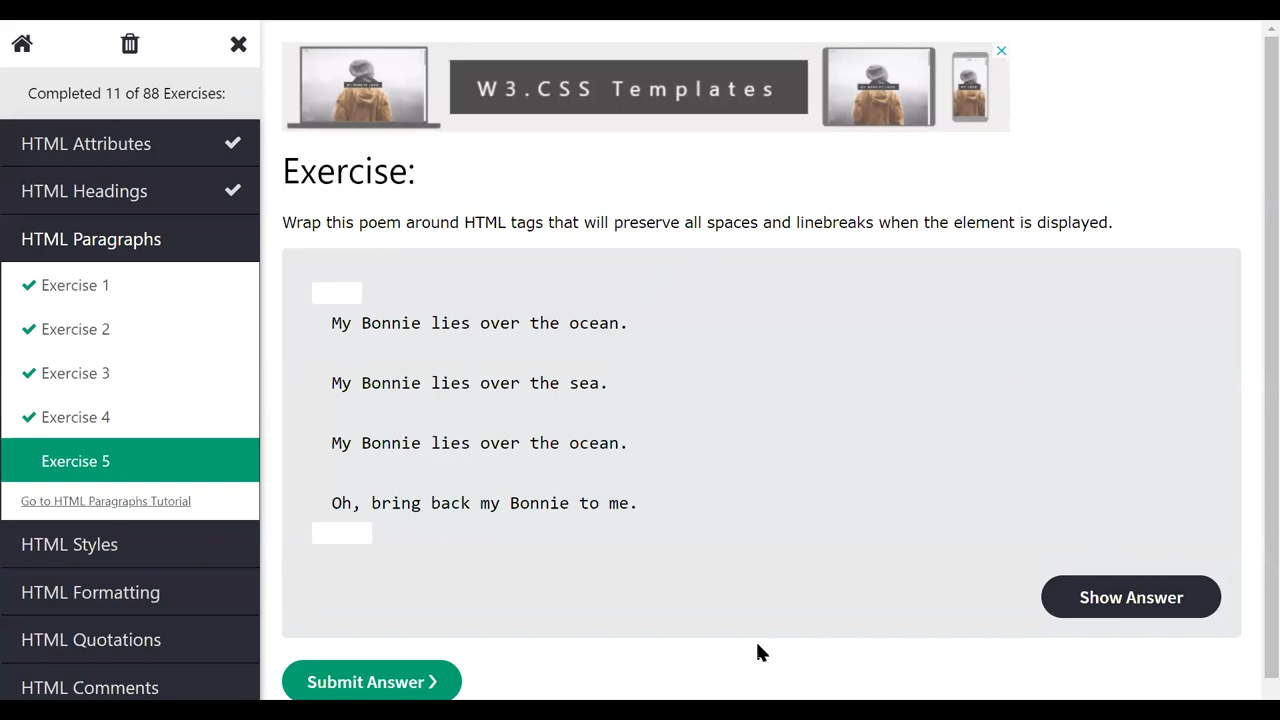 Completed 11 of 88 Exercises:
HTML Attributes
HTML Headings
HTML Paragraphs
Exercise 1
Exercise 2
Exercise 3
Exercise 4
Exercise 5
Go to HTML Paragraphs Tutorial
HTML Styles
HTML Formatting
HTML Quotations
HTML Comments
W3.CSS Templates
Exercise:
Wrap this poem around HTML tags that will preserve all spaces and linebreaks when the element is displayed.
My Bonnie lies over the ocean.
My Bonnie lies over the sea.
My Bonnie lies over the ocean.
Oh, bring back my Bonnie to me.
Show Answer
Submit Answer ❯